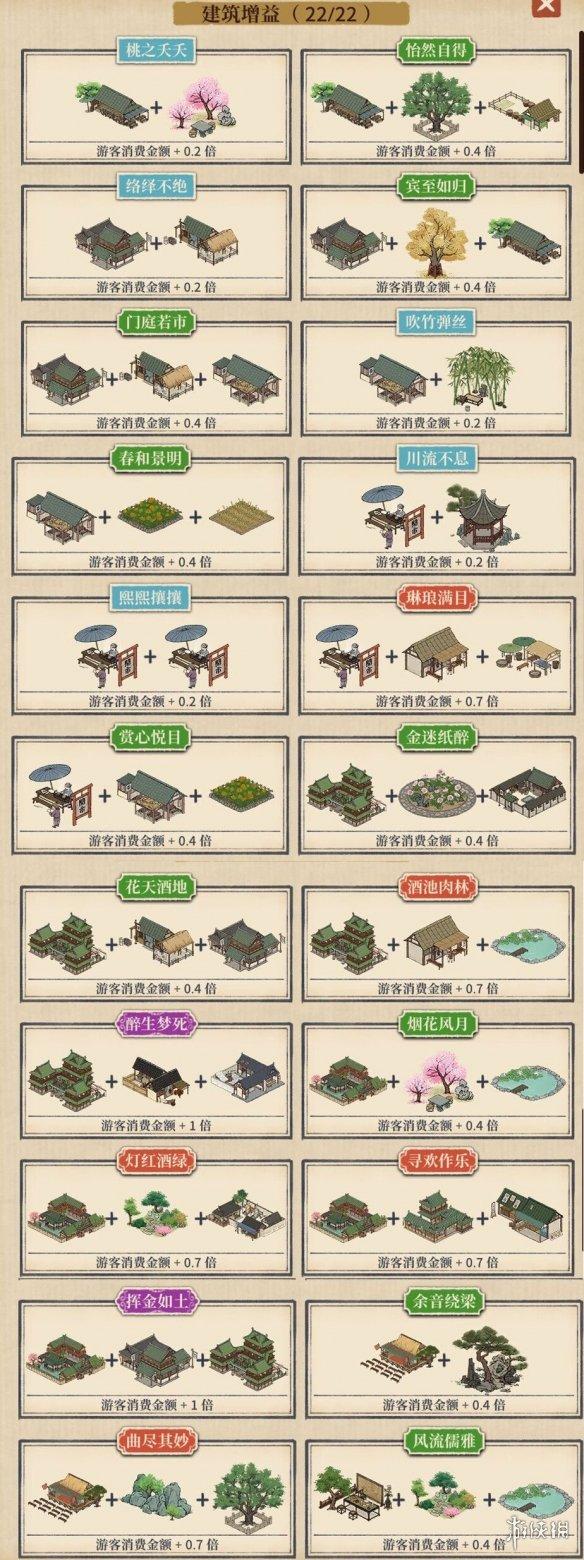 建筑增益（22/22）
桃之夭夭
怡然自得
游客消费金额 + 0.2 倍
游客消费金额 + 0.4 倍
络绎不绝
宾至如归
游客消费金额 + 0.2 倍
游客消费金额 + 0.4 倍
门庭若市
吹竹弹丝
游客消费金额 + 0.4 倍
游客消费金额 + 0.2 倍
春和景明
川流不息
游客消费金额 + 0.4 倍
游客消费金额 + 0.2 倍
熙熙攘攘
琳琅满目
游客消费金额 + 0.2 倍
游客消费金额 + 0.7 倍
赏心悦目
金迷纸醉
游客消费金额 + 0.4 倍
游客消费金额 + 0.4 倍
花天酒地
酒池肉林
游客消费金额 + 0.4 倍
游客消费金额 + 0.7 倍
醉生梦死
烟花风月
游客消费金额 + 1 倍
游客消费金额 + 0.4 倍
灯红酒绿
寻欢作乐
游客消费金额 + 0.7 倍
游客消费金额 + 0.7 倍
挥金如土
余音绕梁
游客消费金额 + 1 倍
游客消费金额 + 0.4 倍
曲尽其妙
风流儒雅
游客消费金额 + 0.7 倍
游客消费金额 + 0.4 倍
游侠网